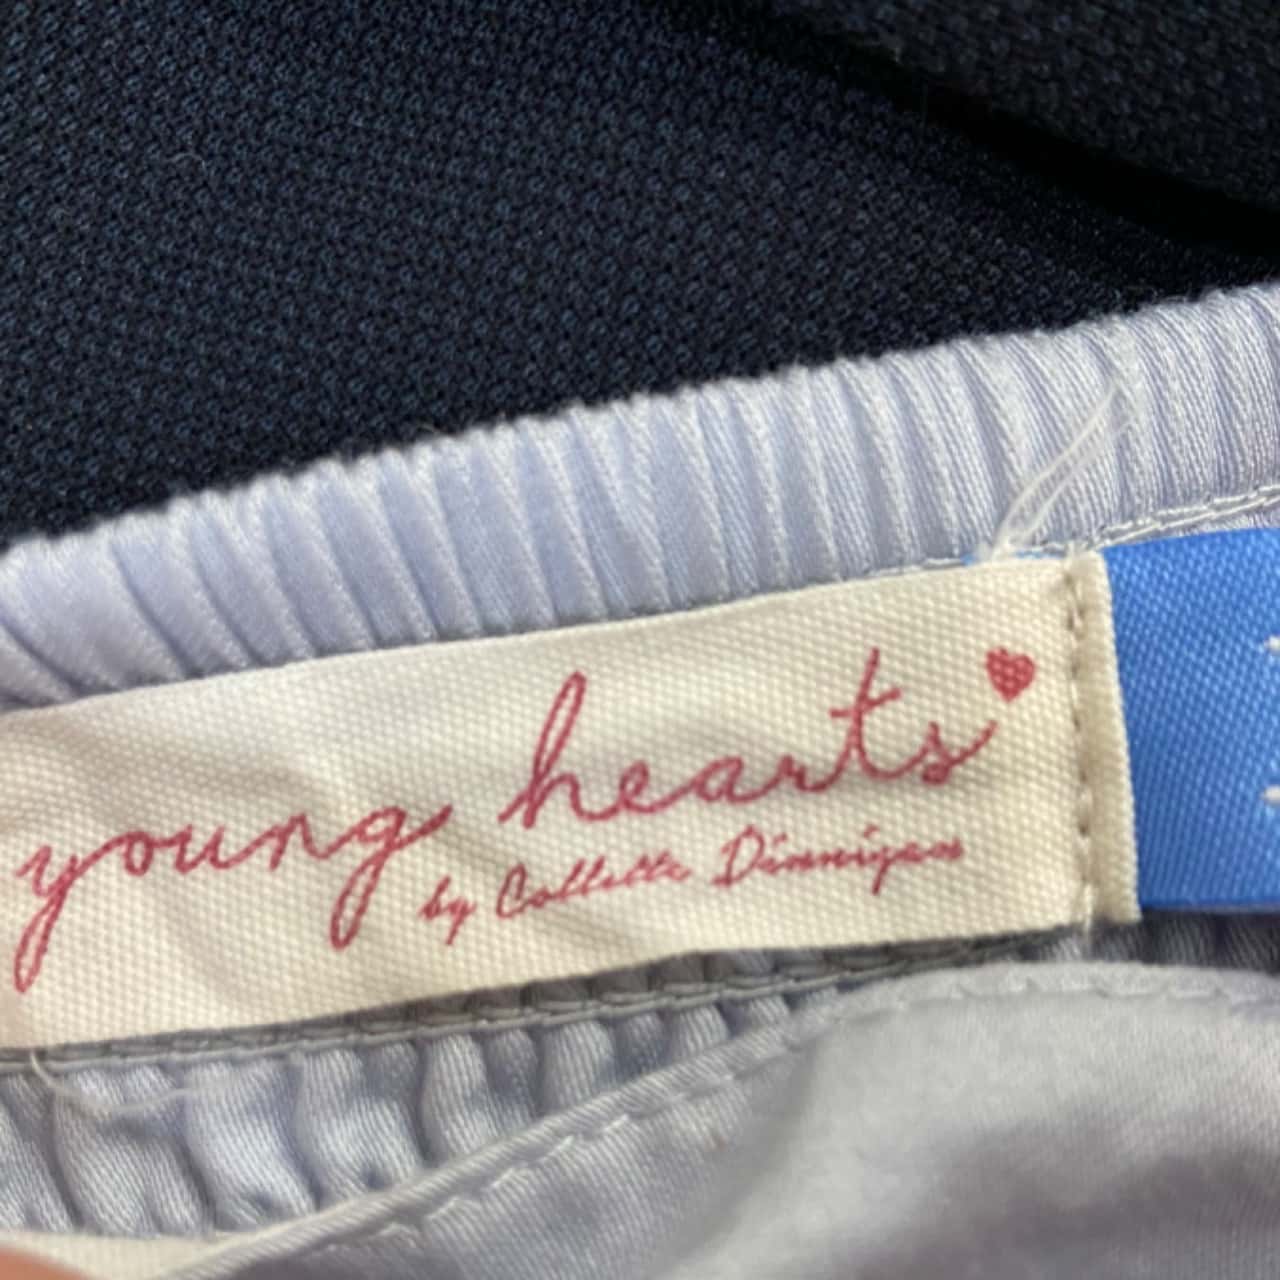 young hearts
by Collette Dinnigan